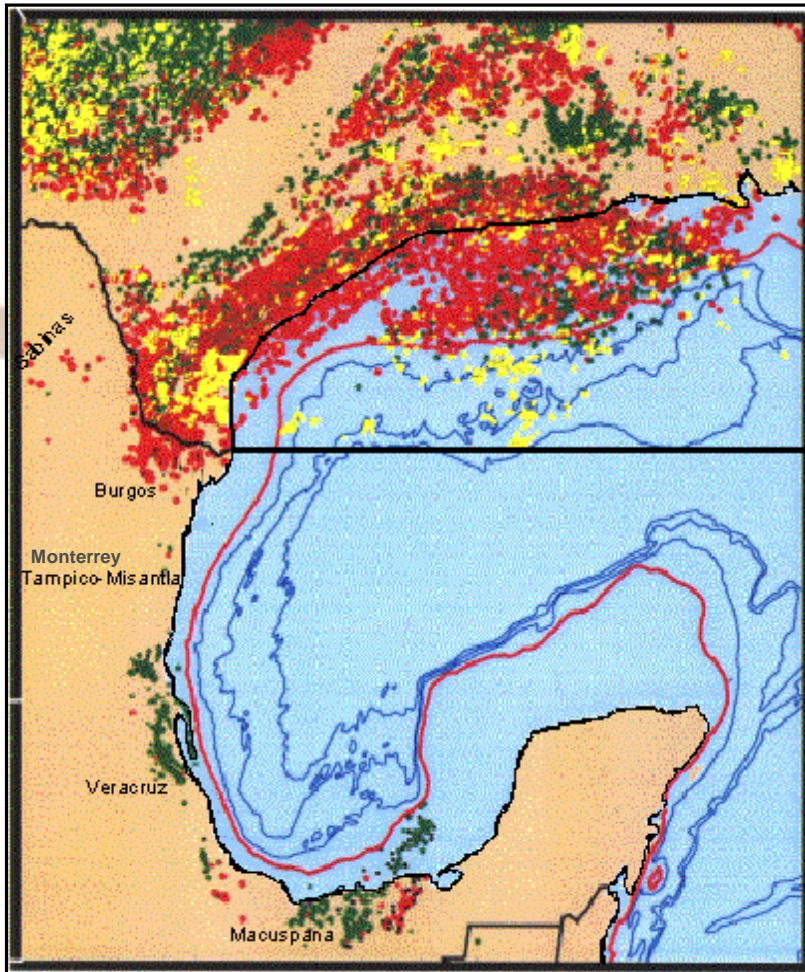 Sabinas
Burgos
Monterrey
Tampico-Misantla
Veracruz
Macuspana